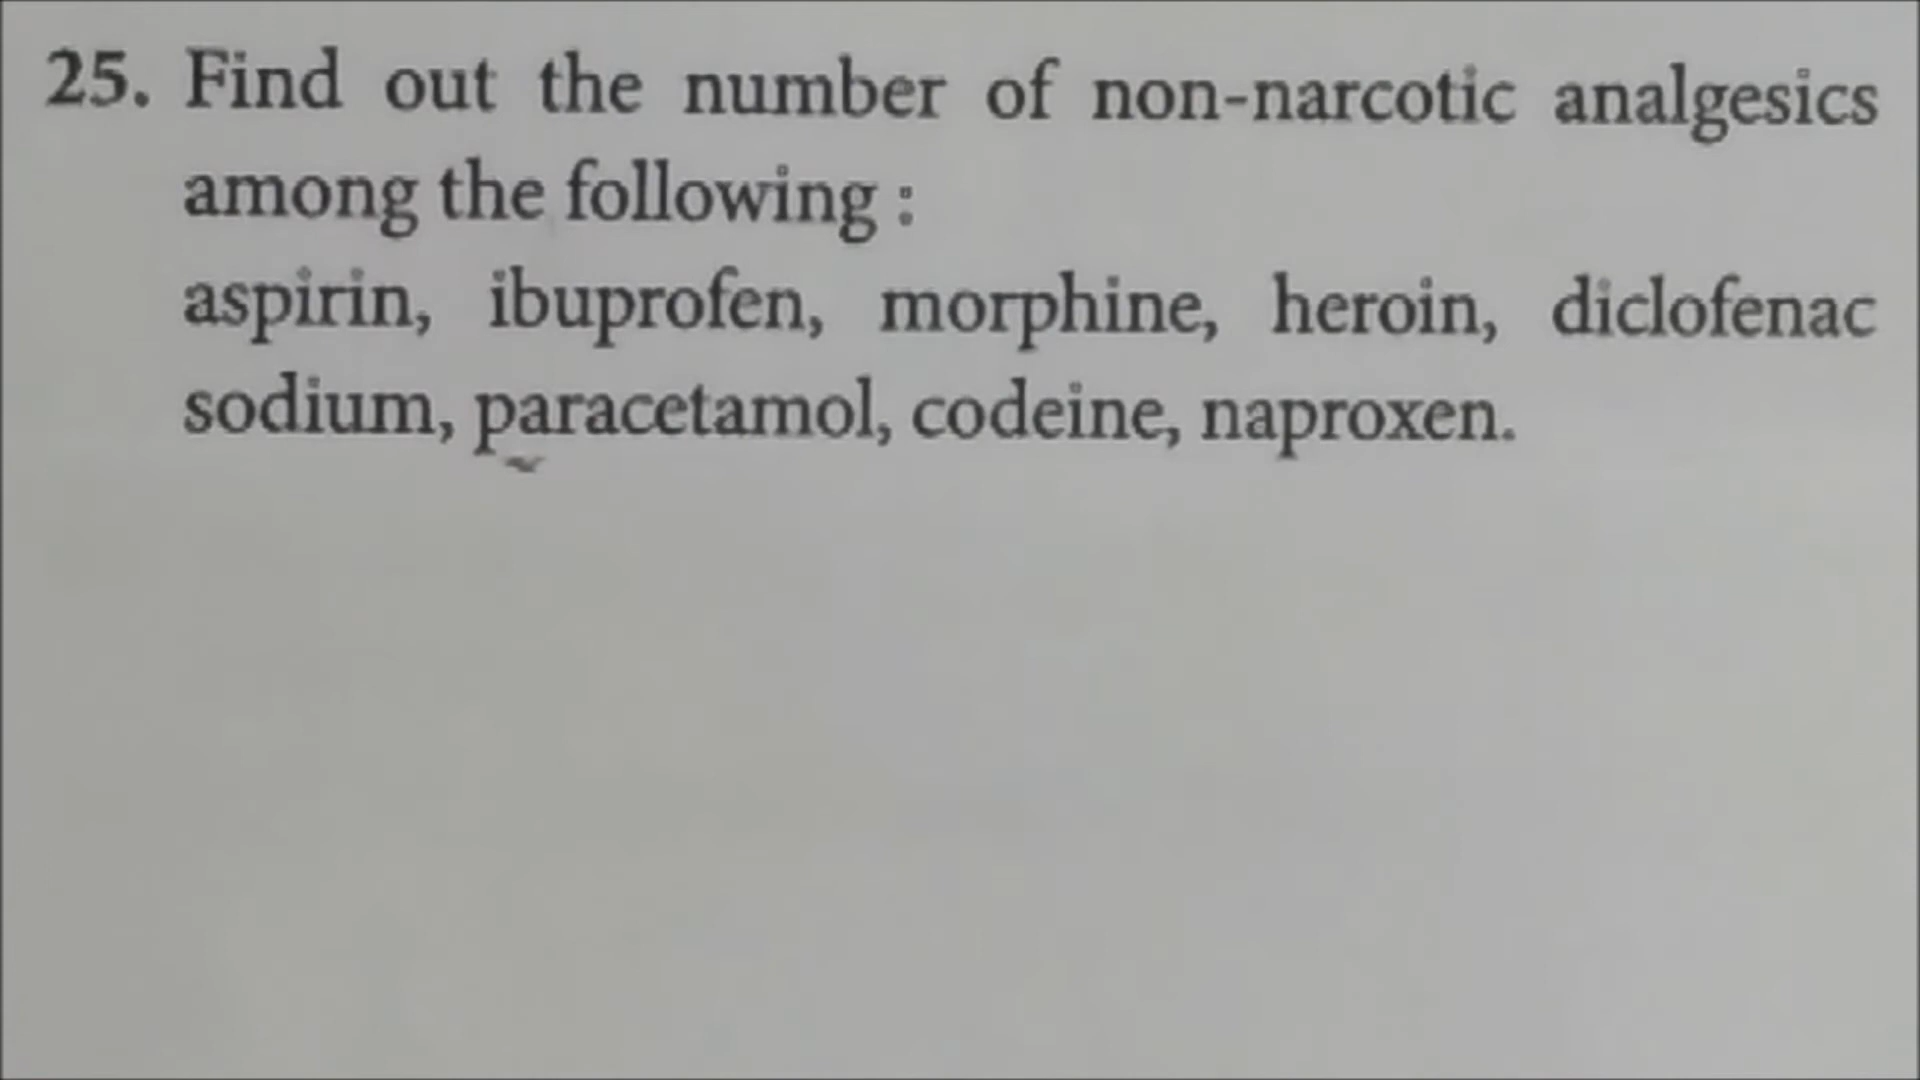 25. Find out the number of non-narcotic analgesics
among the following :
aspirin, ibuprofen, morphine, heroin, diclofenac
sodium, paracetamol, codeine, naproxen.